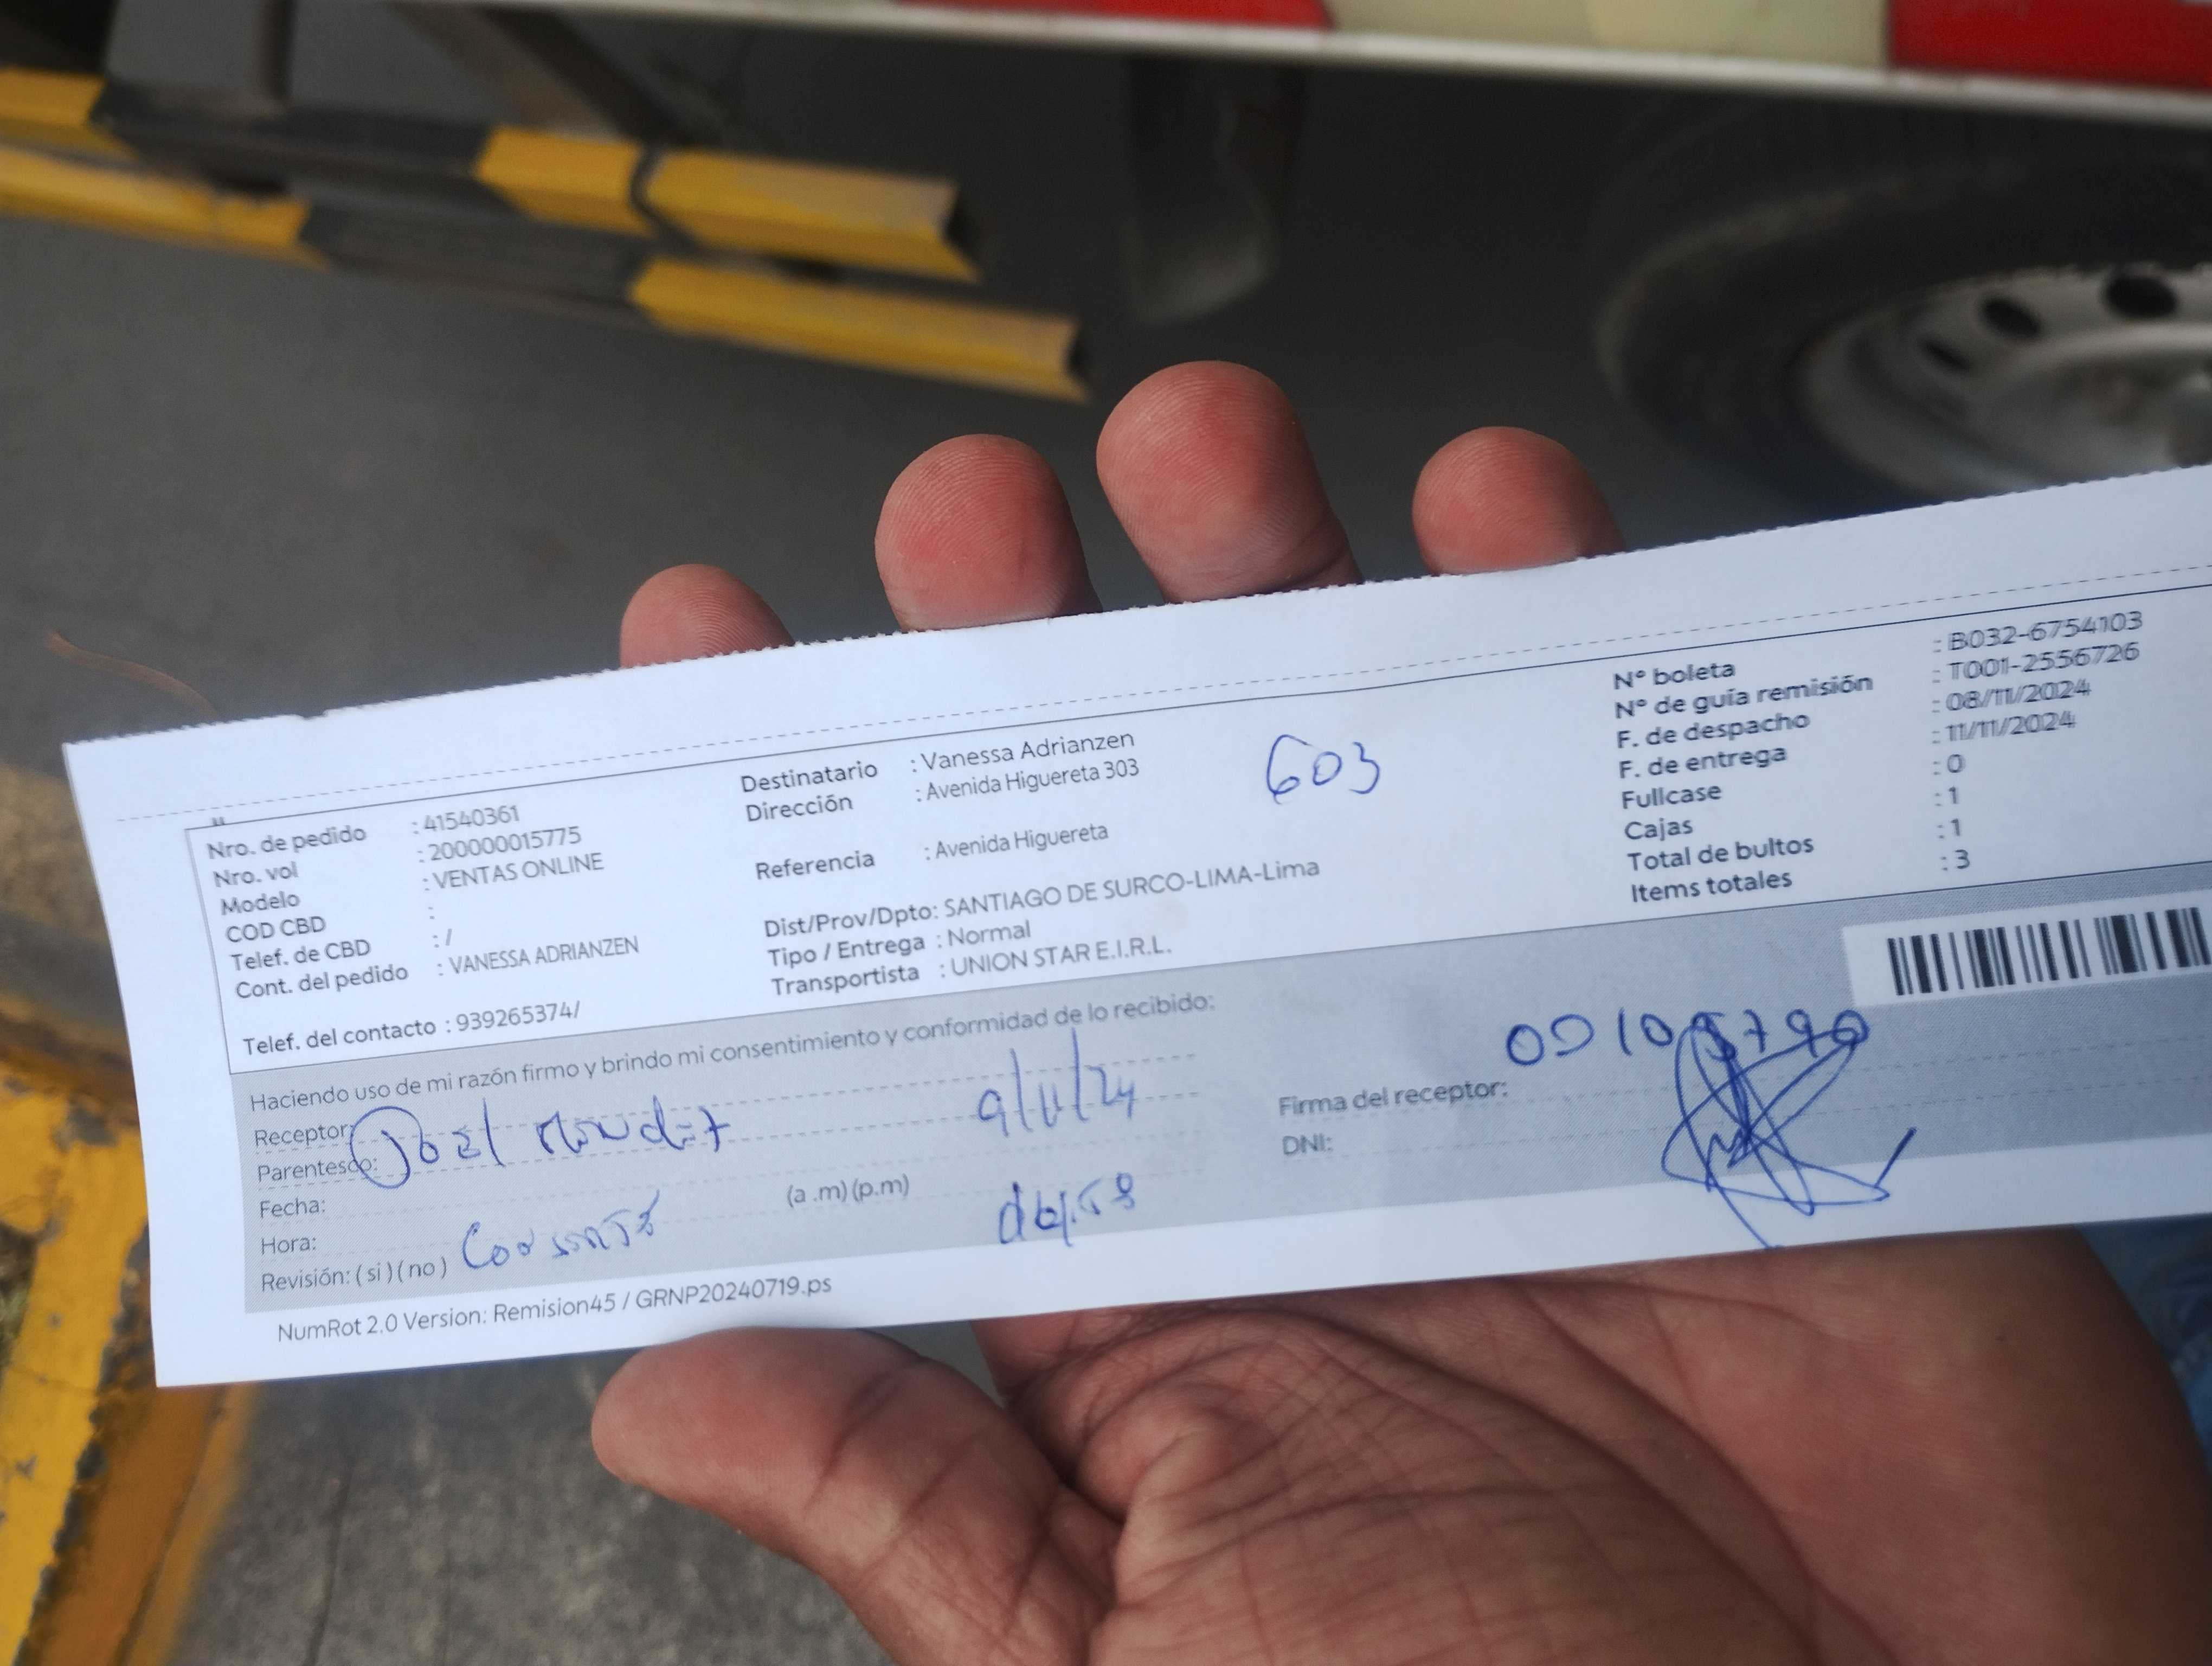 Nro. de pedido : 41540361
Nro. vol : 200000015775
Modelo : VENTAS ONLINE
COD CBD :
Telef. de CBD : /
Cont. del pedido : VANESSA ADRIANZEN
Telef. del contacto : 939265374/
Destinatario : Vanessa Adrianzen
Dirección : Avenida Higuereta 303
603
Referencia : Avenida Higuereta
Dist/Prov/Dpto: SANTIAGO DE SURCO-LIMA-Lima
Tipo / Entrega : Normal
Transportista : UNION STAR E.I.R.L.
Nº boleta : B032-6754103
Nº de guía remisión : T001-2556726
F. de despacho : 08/11/2024
F. de entrega : 11/11/2024
Fullcase : 0
Cajas : 1
Total de bultos : 1
Items totales : 3
Haciendo uso de mi razón firmo y brindo mi consentimiento y conformidad de lo recibido:
Receptor: Joel
Parentesco:
Fecha: 9/11/24
Hora: (a .m) (p.m)
Revisión: ( si ) ( no )
Firma del receptor:
DNI:
NumRot 2.0 Version: Remision45 / GRNP20240719.ps